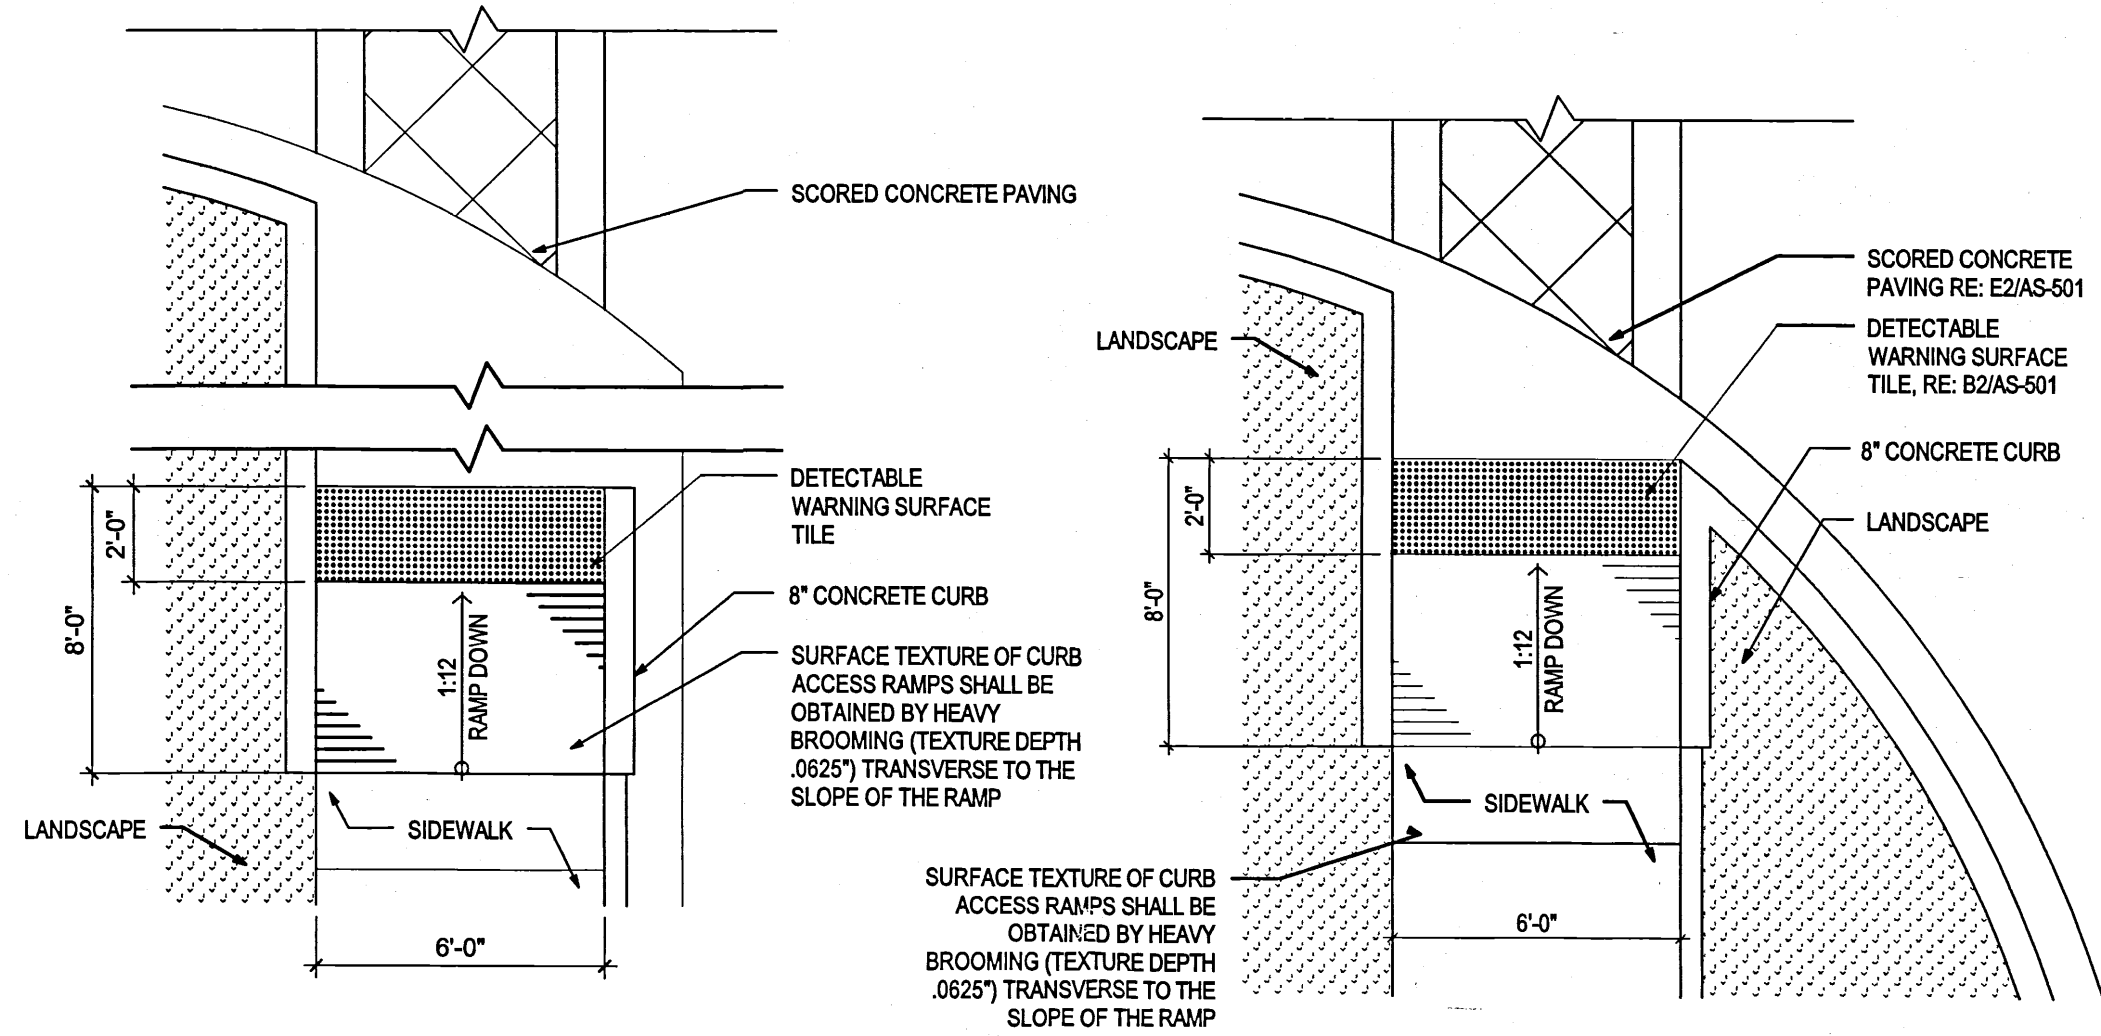 SCORED CONCRETE PAVING
DETECTABLE
WARNING SURFACE
TILE
8" CONCRETE CURB
SURFACE TEXTURE OF CURB
ACCESS RAMPS SHALL BE
OBTAINED BY HEAVY
BROOMING (TEXTURE DEPTH
.0625") TRANSVERSE TO THE
SLOPE OF THE RAMP
2'-0"
8'-0"
1:12
RAMP DOWN
LANDSCAPE
SIDEWALK
6'-0"
SCORED CONCRETE
PAVING RE: E2/AS-501
LANDSCAPE
DETECTABLE
WARNING SURFACE
TILE, RE: B2/AS-501
8" CONCRETE CURB
LANDSCAPE
2'-0"
8'-0"
1:12
RAMP DOWN
SIDEWALK
SURFACE TEXTURE OF CURB
ACCESS RAMPS SHALL BE
OBTAINED BY HEAVY
BROOMING (TEXTURE DEPTH
.0625") TRANSVERSE TO THE
SLOPE OF THE RAMP
6'-0"